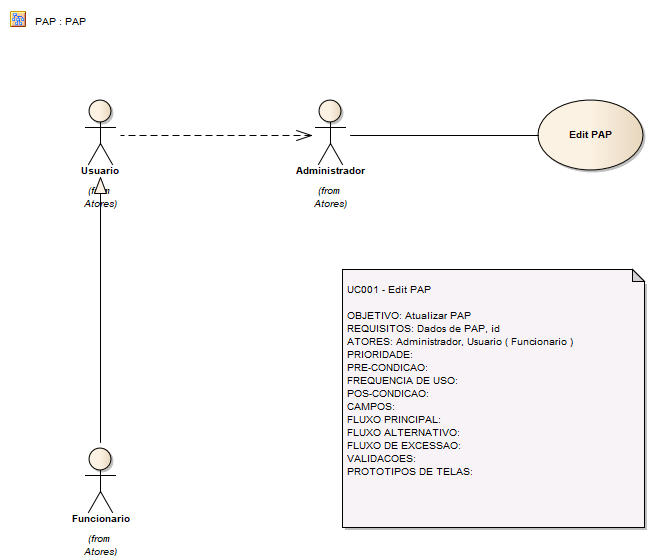 PAP : PAP
Usuario
(from
Atores)
Administrador
(from
Atores)
Edit PAP
UC001 - Edit PAP
OBJETIVO: Atualizar PAP
REQUISITOS: Dados de PAP, id
ATORES: Administrador, Usuario ( Funcionario )
PRIORIDADE:
PRE-CONDICAO:
FREQUENCIA DE USO:
POS-CONDICAO:
CAMPOS:
FLUXO PRINCIPAL:
FLUXO ALTERNATIVO:
FLUXO DE EXCESSAO:
VALIDACOES:
PROTOTIPOS DE TELAS:
Funcionario
(from
Atores)